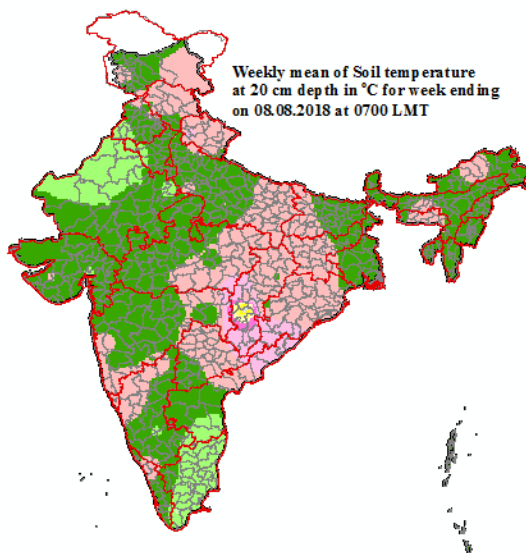 Weekly mean of Soil temperature
at 20 cm depth in °C for week ending
on 08.08.2018 at 0700 LMT